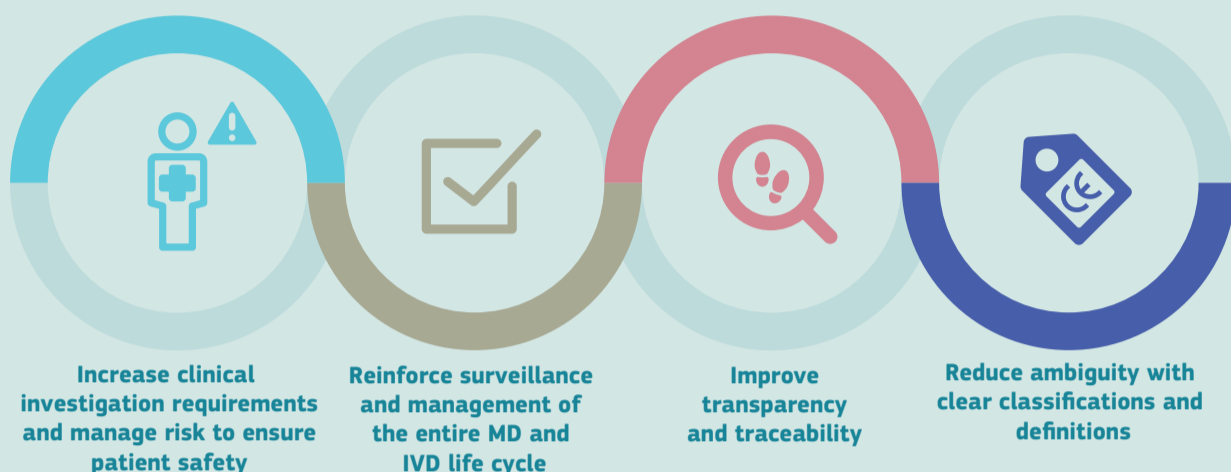 CE
Increase clinical
investigation requirements
and manage risk to ensure
patient safety
Reinforce surveillance
and management of
the entire MD and
IVD life cycle
Improve
transparency
and traceability
Reduce ambiguity with
clear classifications and
definitions